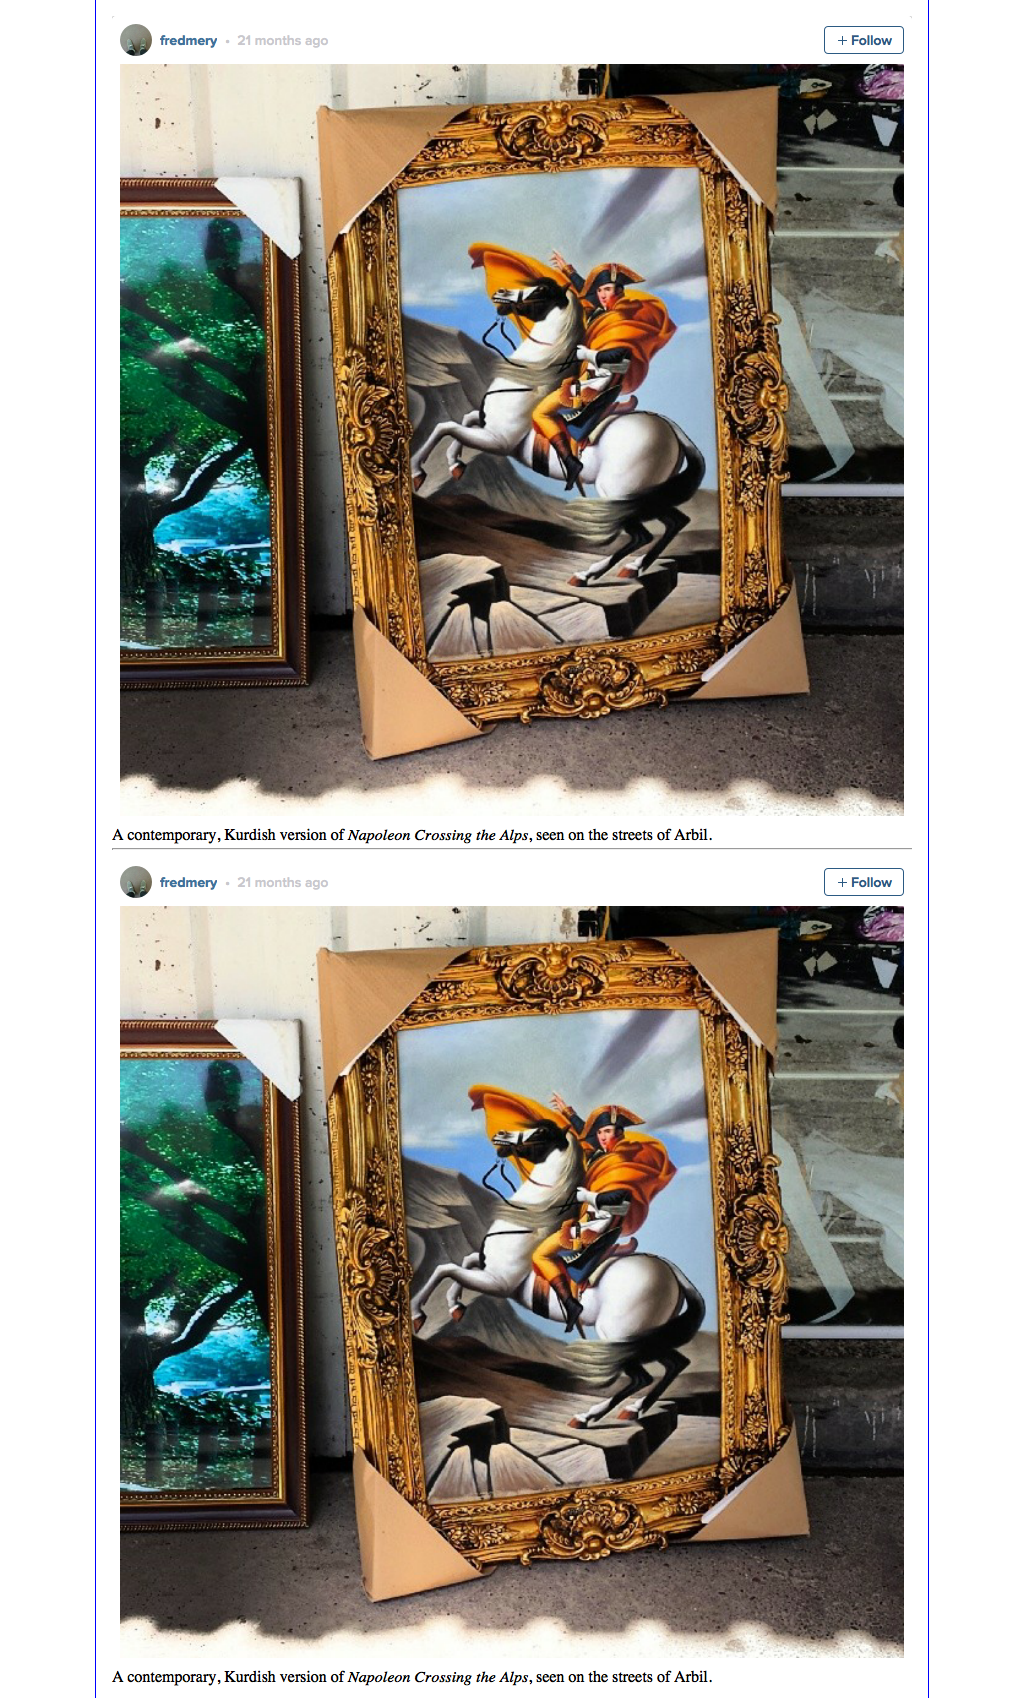 fredmery • 21 months ago + Follow
A contemporary, Kurdish version of Napoleon Crossing the Alps, seen on the streets of Arbil.
fredmery • 21 months ago + Follow
A contemporary, Kurdish version of Napoleon Crossing the Alps, seen on the streets of Arbil.